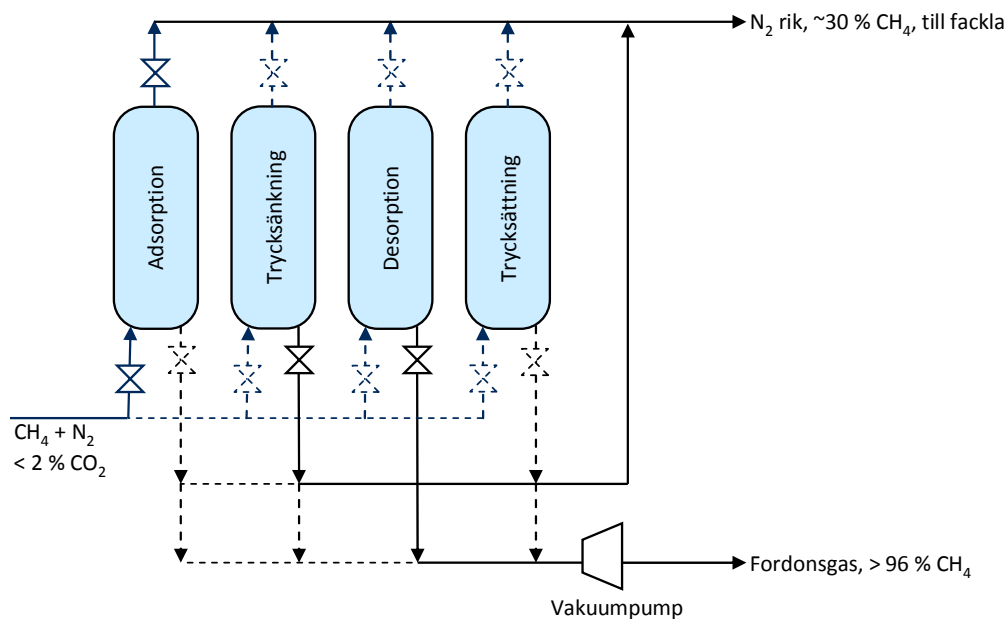 N₂ rik, ~30 % CH₄, till fackla
Adsorption
Trycksänkning
Desorption
Trycksättning
CH₄ + N₂
< 2 % CO₂
Fordonsgas, > 96 % CH₄
Vakuumpump